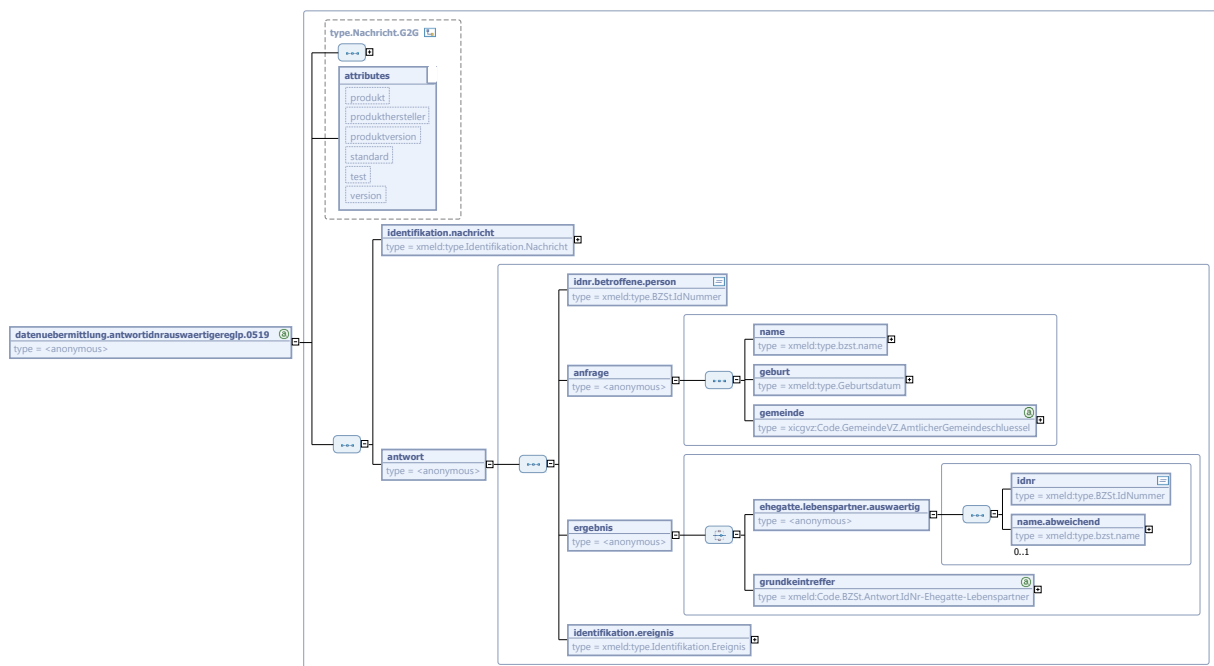 type.Nachricht.G2G
attributes
produkt
produkthersteller
produktversion
standard
test
version
identifikation.nachricht
type = xmeld:type.Identifikation.Nachricht
datenuebermittlung.antwortidnrauswaertigereglp.0519
type = <anonymous>
antwort
type = <anonymous>
idnr.betroffene.person
type = xmeld:type.BZSt.IdNummer
anfrage
type = <anonymous>
name
type = xmeld:type.bzst.name
geburt
type = xmeld:type.Geburtsdatum
gemeinde
type = xicgvz:Code.GemeindeVZ.AmtlicherGemeindeschluessel
ergebnis
type = <anonymous>
ehegatte.lebenspartner.auswaertig
type = <anonymous>
idnr
type = xmeld:type.BZSt.IdNummer
name.abweichend
type = xmeld:type.bzst.name
0..1
grundkeintreffer
type = xmeld:Code.BZSt.Antwort.IdNr-Ehegatte-Lebenspartner
identifikation.ereignis
type = xmeld:type.Identifikation.Ereignis